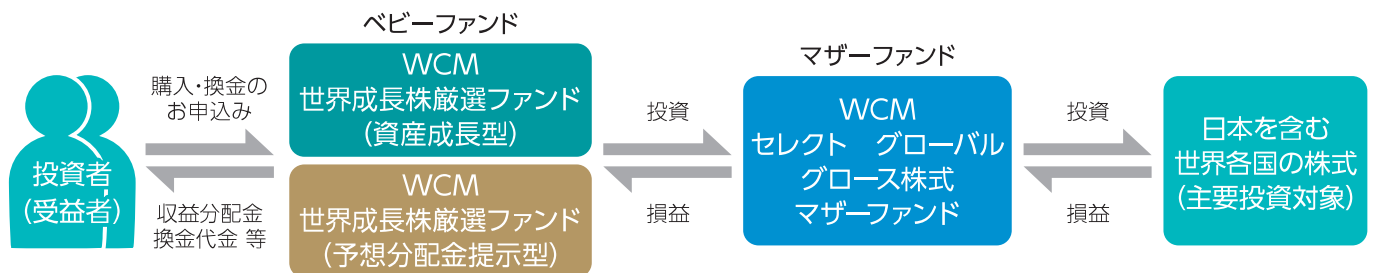 投資者
(受益者)
購入・換金の
お申込み
収益分配金
換金代金 等
ベビーファンド
WCM
世界成長株厳選ファンド
(資産成長型)
WCM
世界成長株厳選ファンド
(予想分配金提示型)
投資
損益
マザーファンド
WCM
セレクト　グローバル
グロース株式
マザーファンド
投資
損益
日本を含む
世界各国の株式
(主要投資対象)